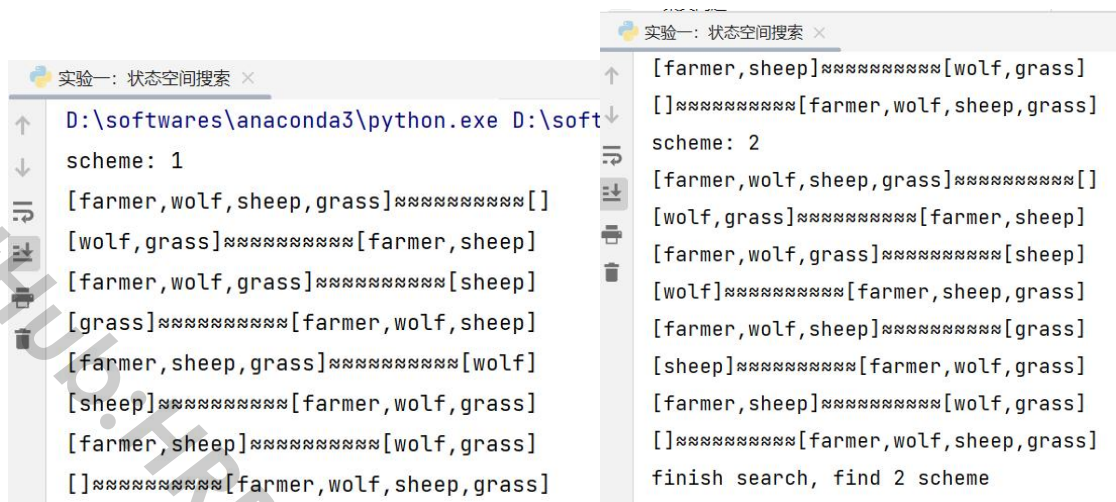 实验一：状态空间搜索
D:\softwares\anaconda3\python.exe D:\soft
scheme: 1
[farmer,wolf,sheep,grass]≈≈≈≈≈≈≈≈≈≈[]
[wolf,grass]≈≈≈≈≈≈≈≈≈≈[farmer,sheep]
[farmer,wolf,grass]≈≈≈≈≈≈≈≈≈≈[sheep]
[grass]≈≈≈≈≈≈≈≈≈≈[farmer,wolf,sheep]
[farmer,sheep,grass]≈≈≈≈≈≈≈≈≈≈[wolf]
[sheep]≈≈≈≈≈≈≈≈≈≈[farmer,wolf,grass]
[farmer,sheep]≈≈≈≈≈≈≈≈≈≈[wolf,grass]
[]≈≈≈≈≈≈≈≈≈≈[farmer,wolf,sheep,grass]
实验一：状态空间搜索
[farmer,sheep]≈≈≈≈≈≈≈≈≈≈[wolf,grass]
[]≈≈≈≈≈≈≈≈≈≈[farmer,wolf,sheep,grass]
scheme: 2
[farmer,wolf,sheep,grass]≈≈≈≈≈≈≈≈≈≈[]
[wolf,grass]≈≈≈≈≈≈≈≈≈≈[farmer,sheep]
[farmer,wolf,grass]≈≈≈≈≈≈≈≈≈≈[sheep]
[wolf]≈≈≈≈≈≈≈≈≈≈[farmer,sheep,grass]
[farmer,wolf,sheep]≈≈≈≈≈≈≈≈≈≈[grass]
[sheep]≈≈≈≈≈≈≈≈≈≈[farmer,wolf,grass]
[farmer,sheep]≈≈≈≈≈≈≈≈≈≈[wolf,grass]
[]≈≈≈≈≈≈≈≈≈≈[farmer,wolf,sheep,grass]
finish search, find 2 scheme